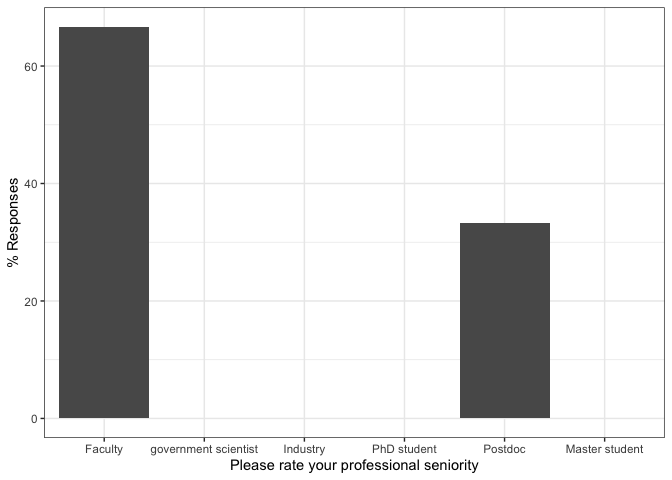 % Responses
60
40
20
0
Faculty government scientist Industry PhD student Postdoc Master student
Please rate your professional seniority